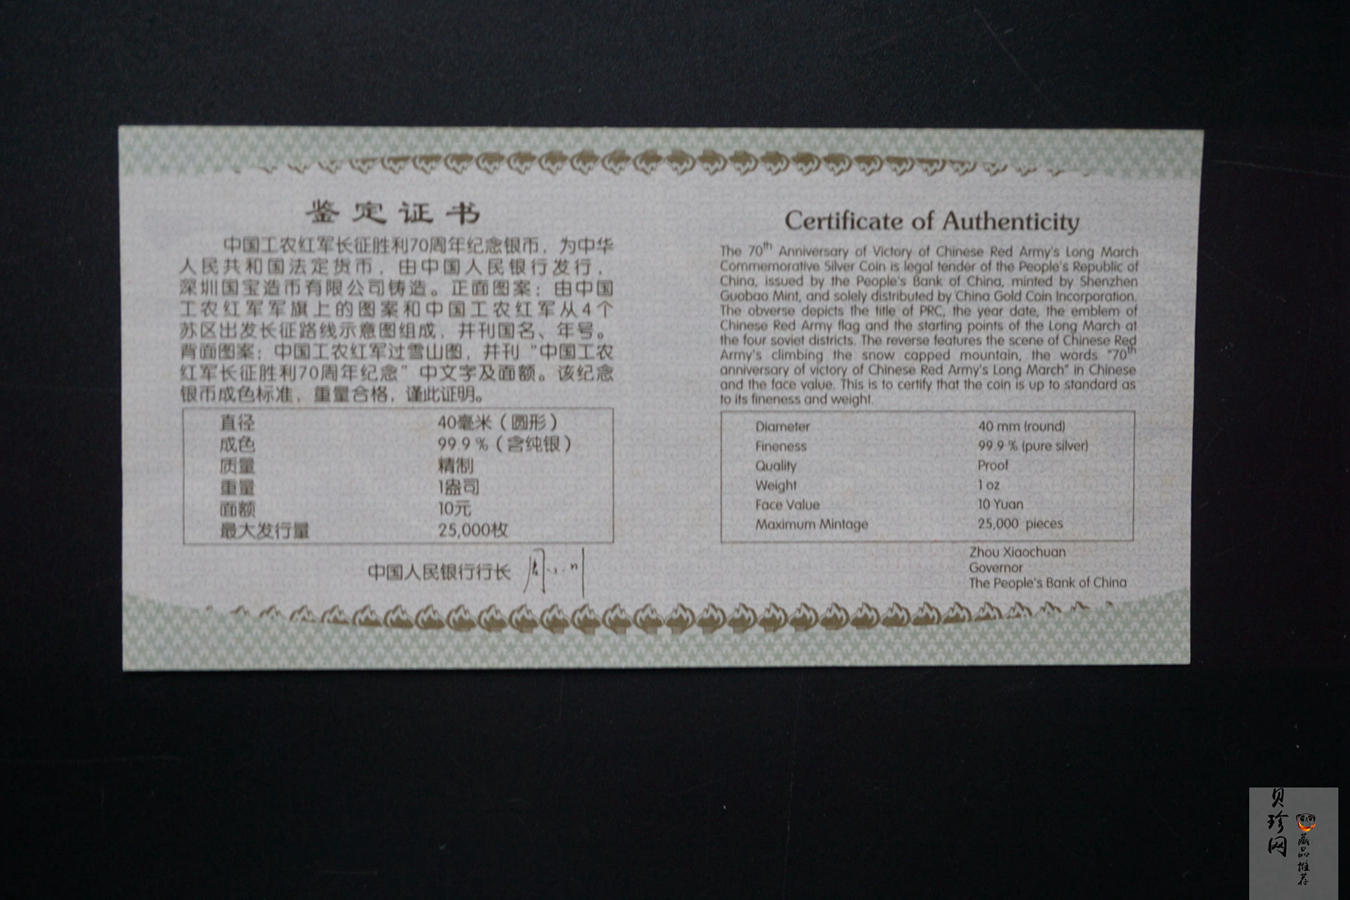 鉴定证书
中国工农红军长征胜利70周年纪念银币，为中华
人民共和国法定货币，由中国人民银行发行，
深圳国宝造币有限公司铸造。正面图案：由中国
工农红军军旗上的图案和中国工农红军从4个
苏区出发长征路线示意图组成，并刊国名、年号。
背面图案：中国工农红军过雪山图，并刊“中国工农
红军长征胜利70周年纪念”中文字及面额。该纪念
银币成色标准，重量合格，谨此证明。
直径 40毫米（圆形）
成色 99.9％（含纯银）
质量 精制
重量 1盎司
面额 10元
最大发行量 25,000枚
中国人民银行行长
Certificate of Authenticity
The 70th Anniversary of Victory of Chinese Red Army's Long March
Commemorative Silver Coin is legal tender of the People's Republic of
China, issued by the People's Bank of China, minted by Shenzhen
Guobao Mint, and solely distributed by China Gold Coin Incorporation.
The obverse depicts the title of PRC, the year date, the emblem of
Chinese Red Army flag and the starting points of the Long March at
the four soviet districts. The reverse features the scene of Chinese Red
Army's climbing the snow capped mountain, the words "70th
anniversary of victory of Chinese Red Army's Long March" in Chinese
and the face value. This is to certify that the coin is up to standard as
to its fineness and weight.
Diameter 40 mm (round)
Fineness 99.9 % (pure silver)
Quality Proof
Weight 1 oz
Face Value 10 Yuan
Maximum Mintage 25,000 pieces
Zhou Xiaochuan
Governor
The People's Bank of China
贝珍网
藏品推荐